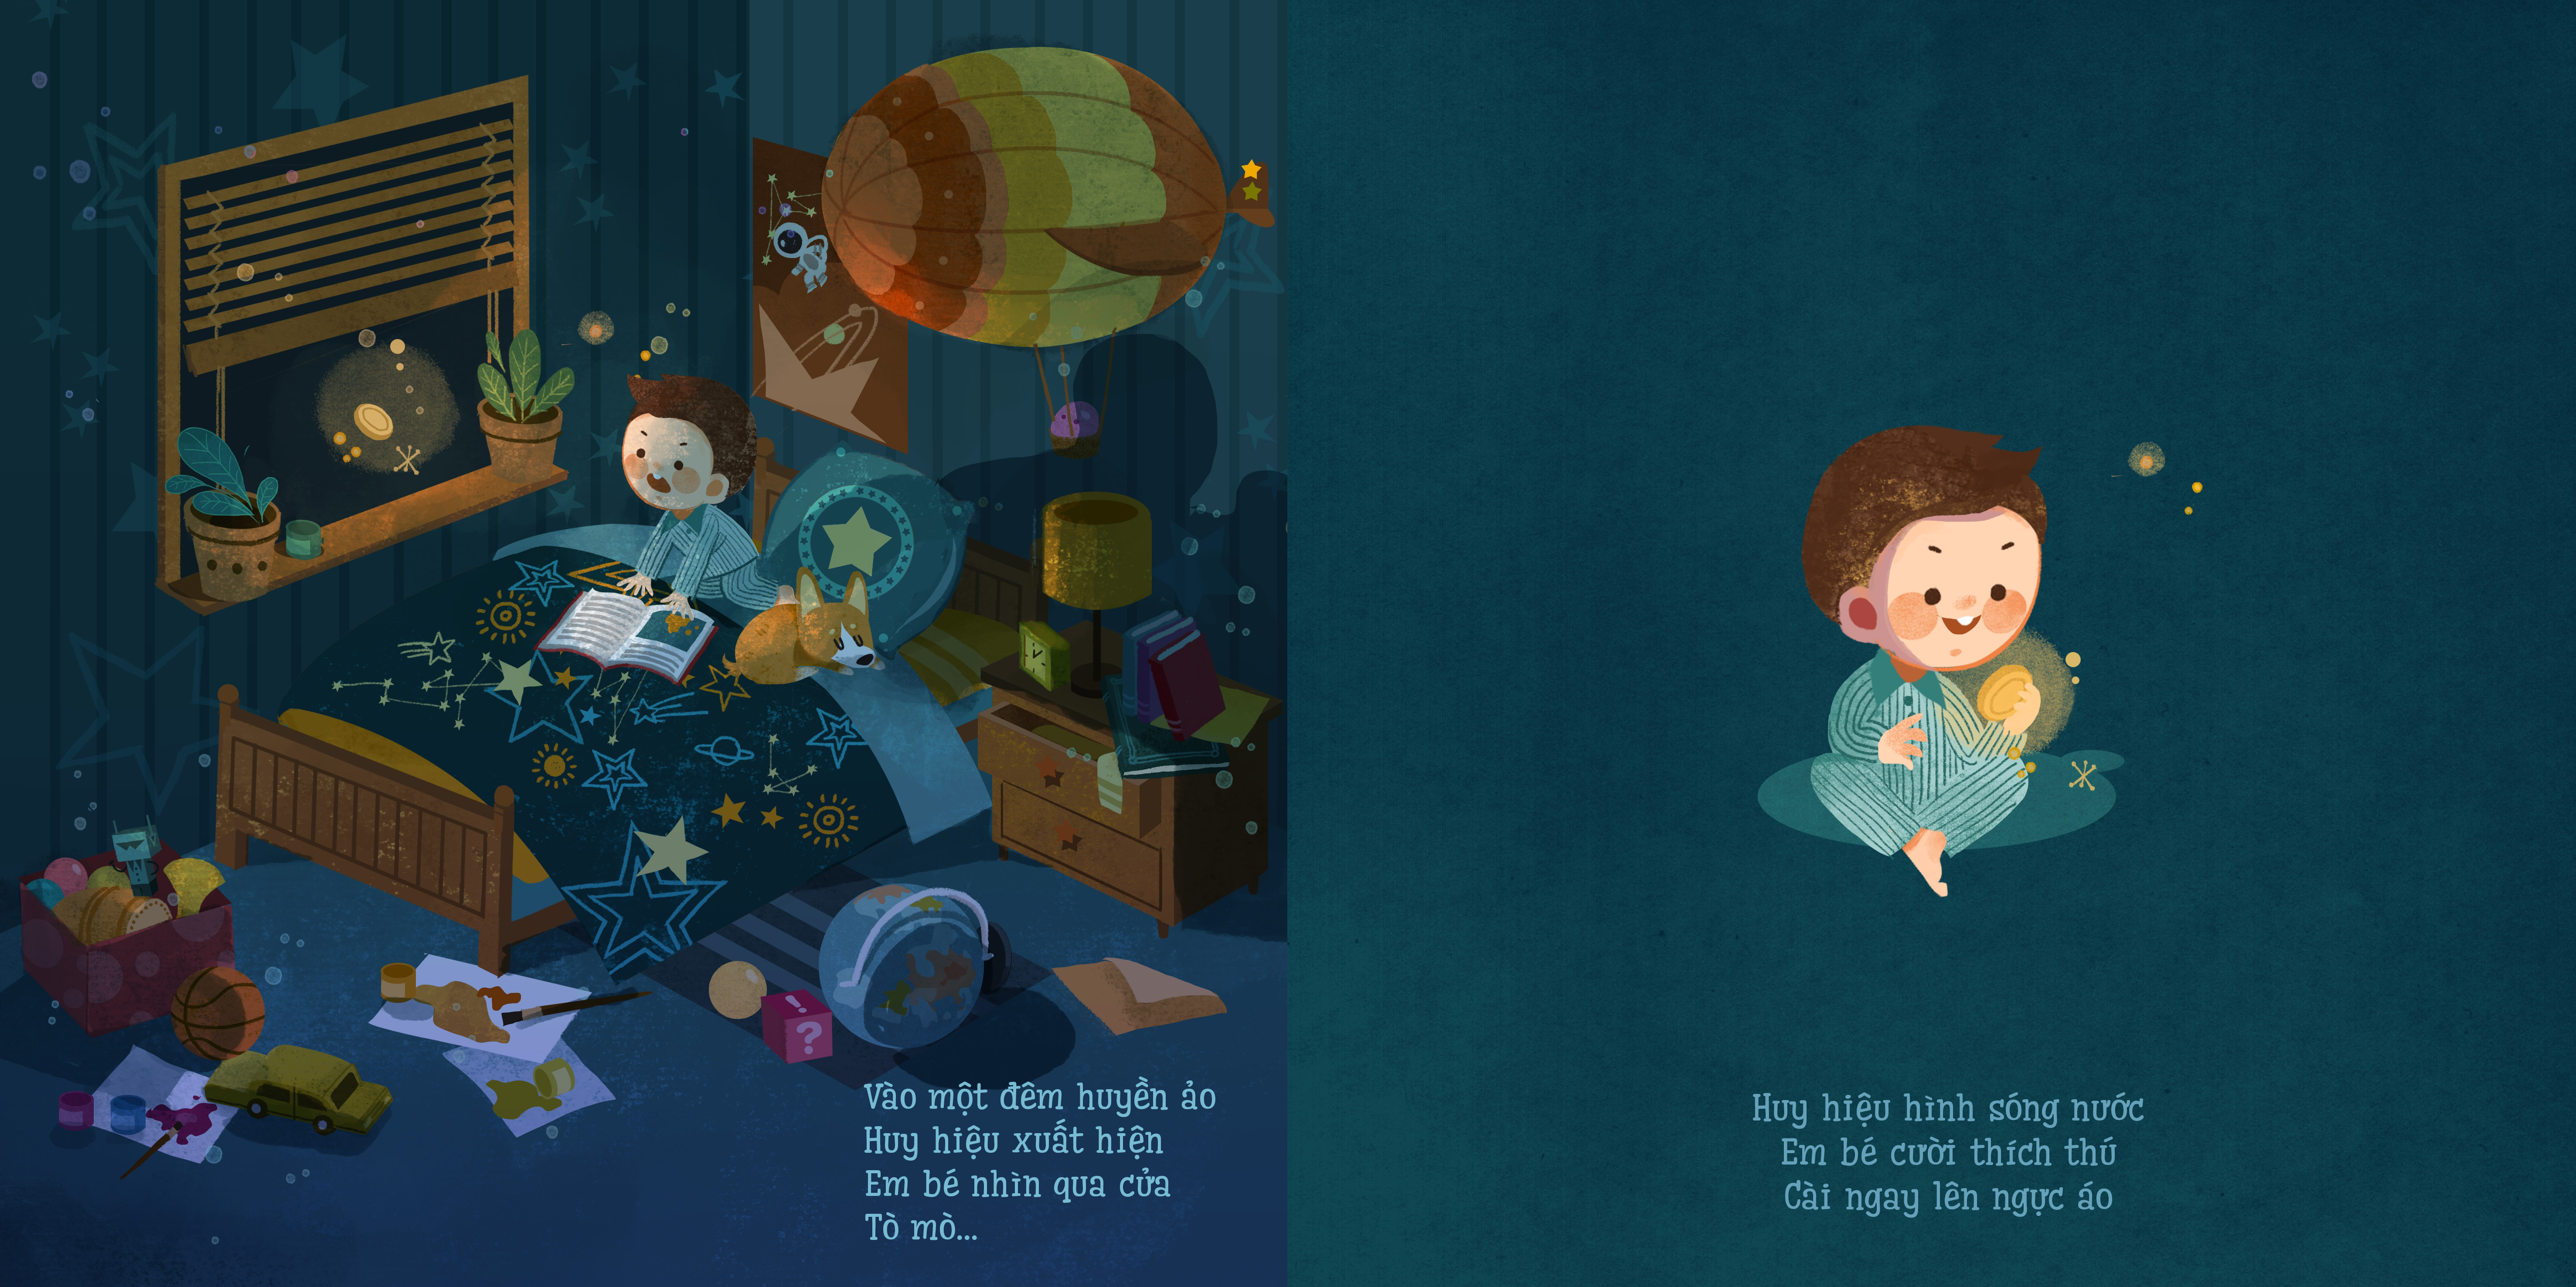 !
?
Vào một đêm huyền ảo
Huy hiệu xuất hiện
Em bé nhìn qua cửa
Tò mò...
Huy hiệu hình sóng nước
Em bé cười thích thú
Cài ngay lên ngực áo